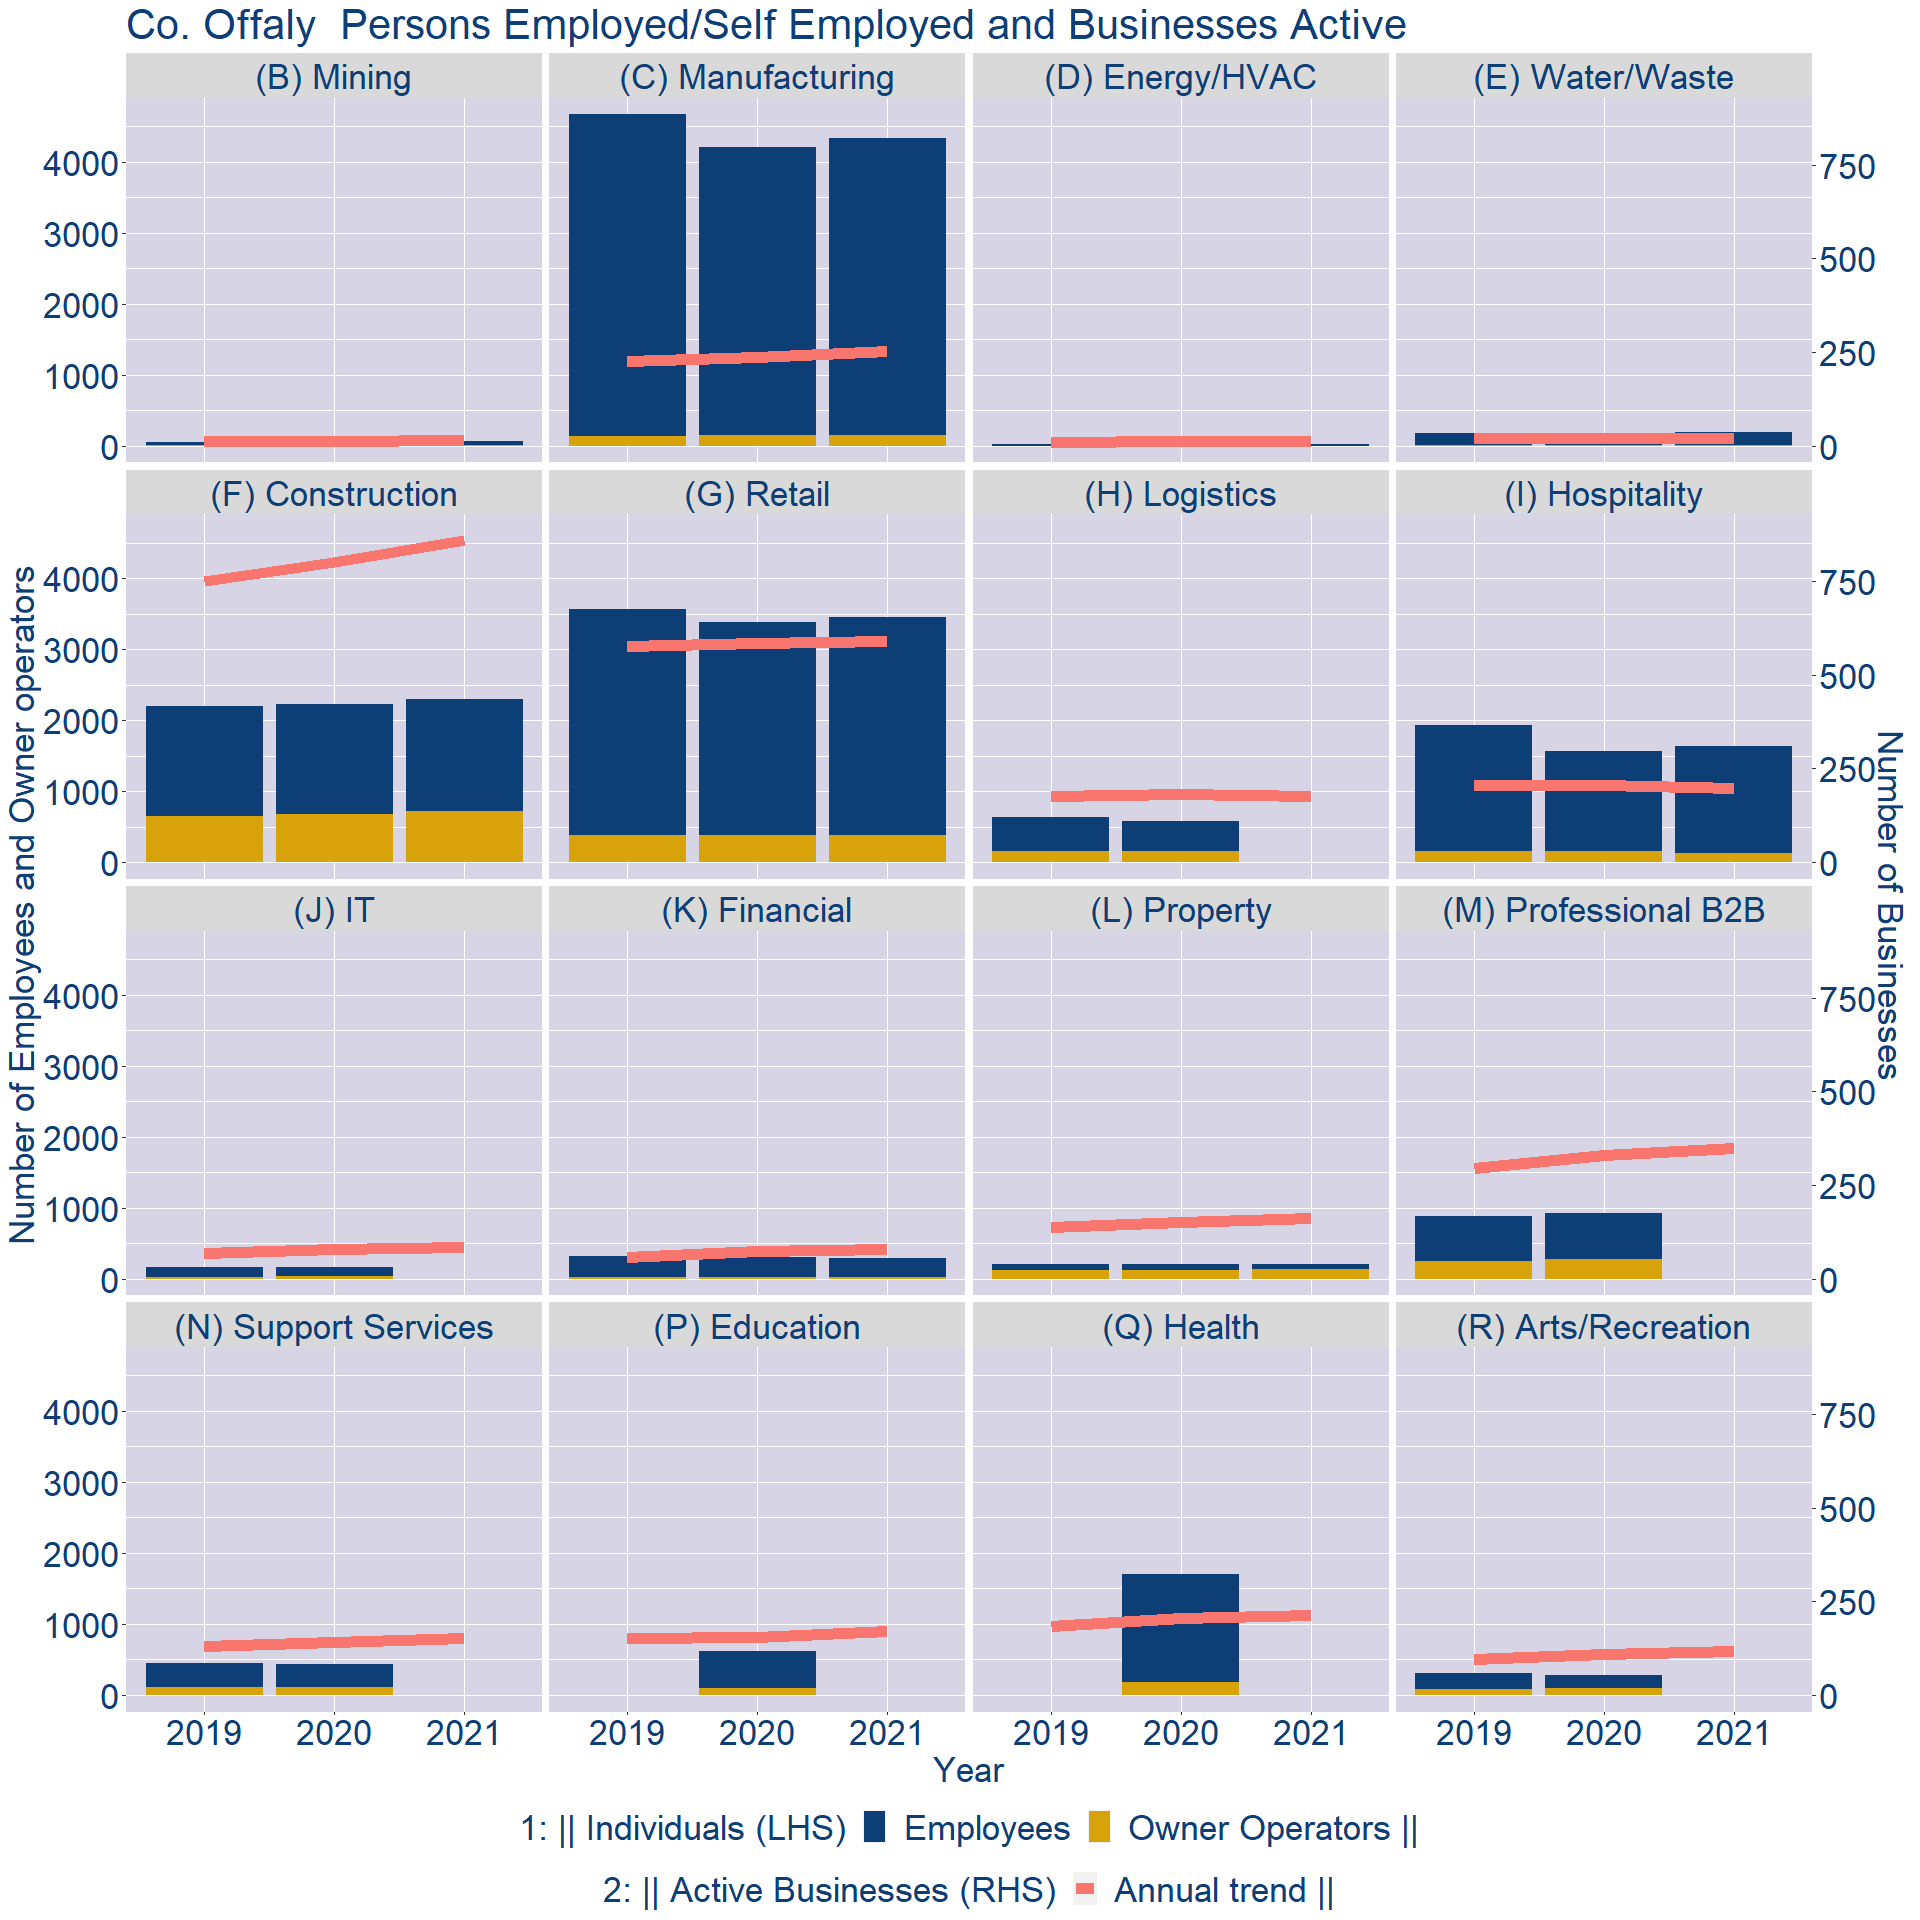 Co. Offaly  Persons Employed/Self Employed and Businesses Active
(B) Mining
(C) Manufacturing
(D) Energy/HVAC
(E) Water/Waste
4000
3000
2000
1000
0
750
500
250
0
(F) Construction
(G) Retail
(H) Logistics
(I) Hospitality
4000
3000
2000
1000
0
750
500
250
0
Number of Employees and Owner operators
Number of Businesses
(J) IT
(K) Financial
(L) Property
(M) Professional B2B
4000
3000
2000
1000
0
750
500
250
0
(N) Support Services
(P) Education
(Q) Health
(R) Arts/Recreation
4000
3000
2000
1000
0
750
500
250
0
2019 2020 2021
2019 2020 2021
2019 2020 2021
2019 2020 2021
Year
1: || Individuals (LHS) Employees Owner Operators ||
2: || Active Businesses (RHS) Annual trend ||